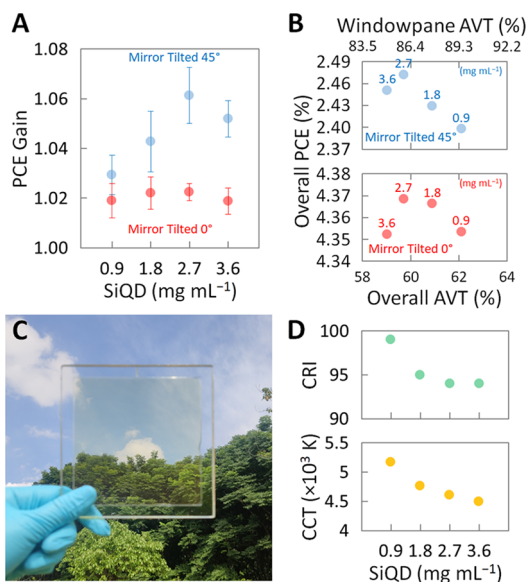 A
PCE Gain
1.08
1.06
1.04
1.02
1.00
Mirror Tilted 45°
Mirror Tilted 0°
0.9 1.8 2.7 3.6
SiQD (mg mL⁻¹)
B
Windowpane AVT (%)
83.5 86.4 89.3 92.2
Overall PCE (%)
2.49
2.46
2.43
2.40
2.37
(mg mL⁻¹)
3.6 2.7 1.8 0.9
Mirror Tilted 45°
4.38
4.37
4.36
4.35
4.34
(mg mL⁻¹)
3.6 2.7 1.8 0.9
Mirror Tilted 0°
58 60 62 64
Overall AVT (%)
C
D
CRI
100
95
90
CCT (×10³ K)
5.5
5
4.5
4
0.9 1.8 2.7 3.6
SiQD (mg mL⁻¹)